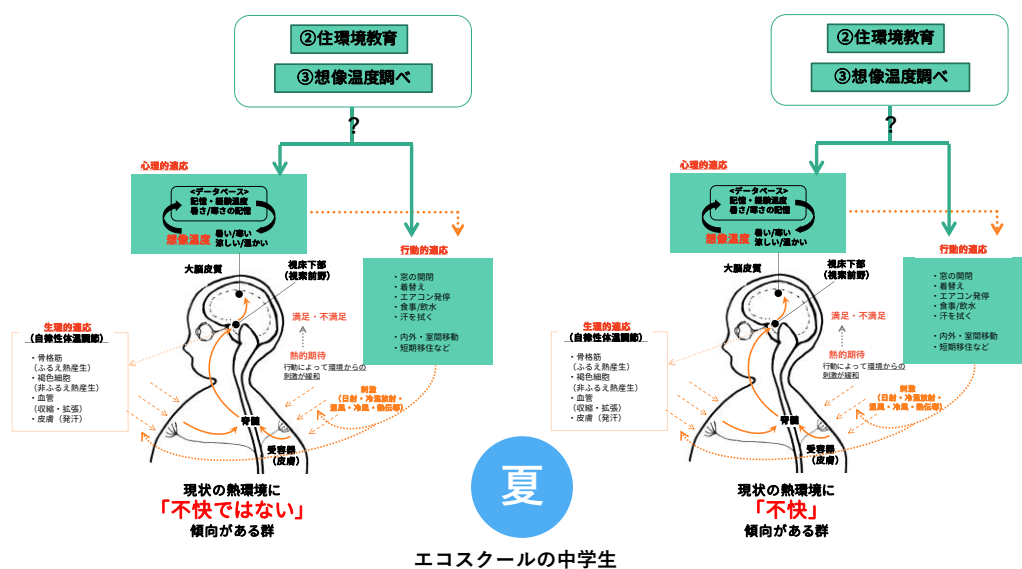 ②住環境教育
③想像温度調べ
?
心理的適応
<データベース>
記憶・経験温度
暑さ/寒さの記憶
想像温度
暑い/寒い
涼しい/温かい
行動的適応
・窓の開閉
・着替え
・エアコン発停
・食事/飲水
・汗を拭く
・内外・室間移動
・短期移住など
大脳皮質
視床下部
（視索前野）
満足・不満足
熱的期待
行動によって環境からの
刺激が緩和
生理的適応
（自律性体温調節）
・骨格筋
（ふるえ熱産生）
・褐色細胞
（非ふるえ熱産生）
・血管
（収縮・拡張）
・皮膚（発汗）
刺激
（日射・冷温放射・
温風・冷風・熱伝導）
脊髄
受容器
（皮膚）
現状の熱環境に
「不快ではない」
傾向がある群
夏
エコスクールの中学生
②住環境教育
③想像温度調べ
?
心理的適応
<データベース>
記憶・経験温度
暑さ/寒さの記憶
想像温度
暑い/寒い
涼しい/温かい
行動的適応
・窓の開閉
・着替え
・エアコン発停
・食事/飲水
・汗を拭く
・内外・室間移動
・短期移住など
大脳皮質
視床下部
（視索前野）
満足・不満足
熱的期待
行動によって環境からの
刺激が緩和
生理的適応
（自律性体温調節）
・骨格筋
（ふるえ熱産生）
・褐色細胞
（非ふるえ熱産生）
・血管
（収縮・拡張）
・皮膚（発汗）
刺激
（日射・冷温放射・
温風・冷風・熱伝導）
脊髄
受容器
（皮膚）
現状の熱環境に
「不快」
傾向がある群